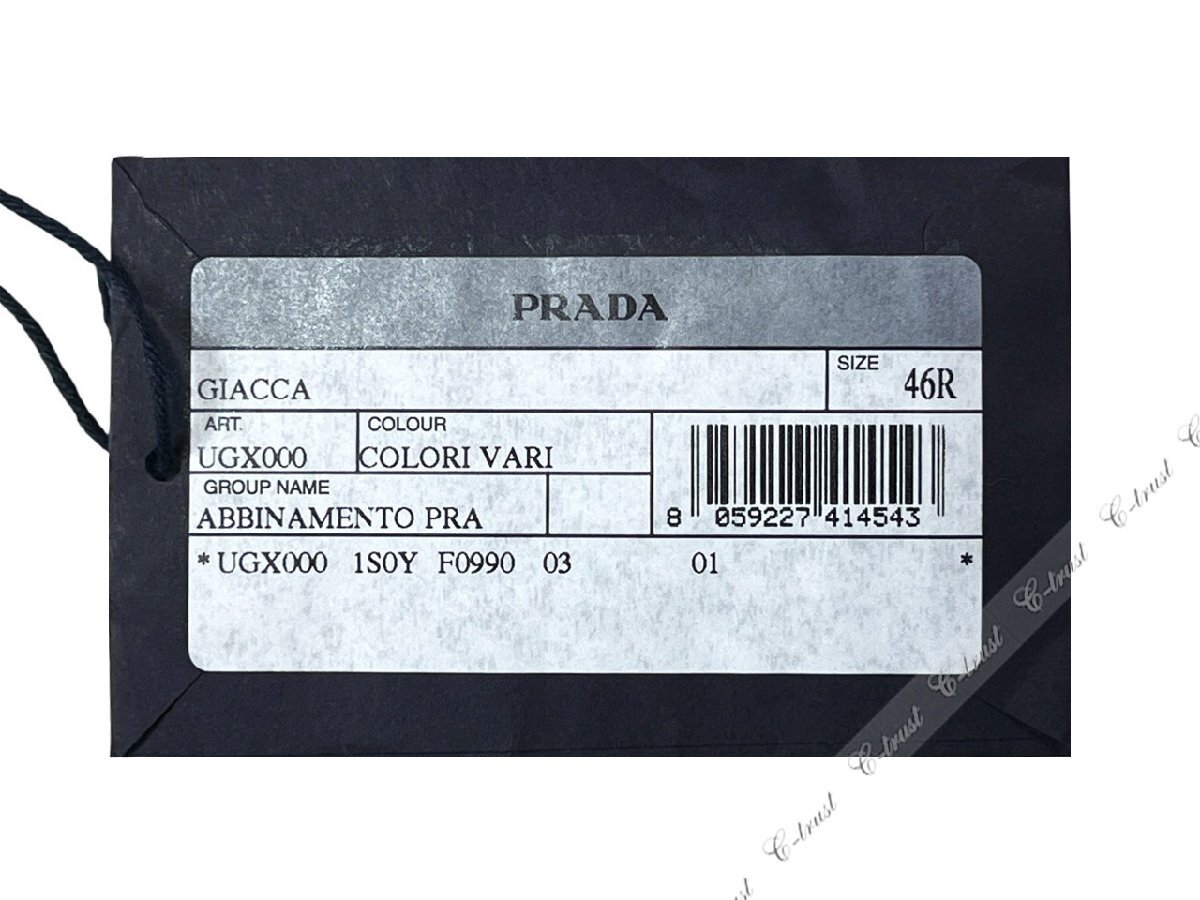 PRADA
GIACCA
SIZE
46R
ART.
UGX000
COLOUR
COLORI VARI
GROUP NAME
ABBINAMENTO PRA
8 059227 414543
* UGX000 1S0Y F0990 03 01 *
C-trust
C-trust
C-trust
C-trust
C-trust
C-trust